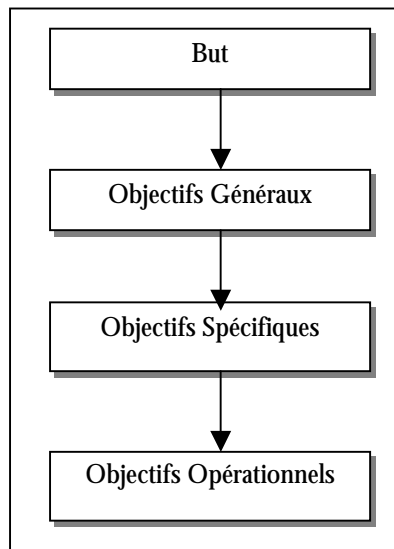 But
Objectifs Généraux
Objectifs Spécifiques
Objectifs Opérationnels